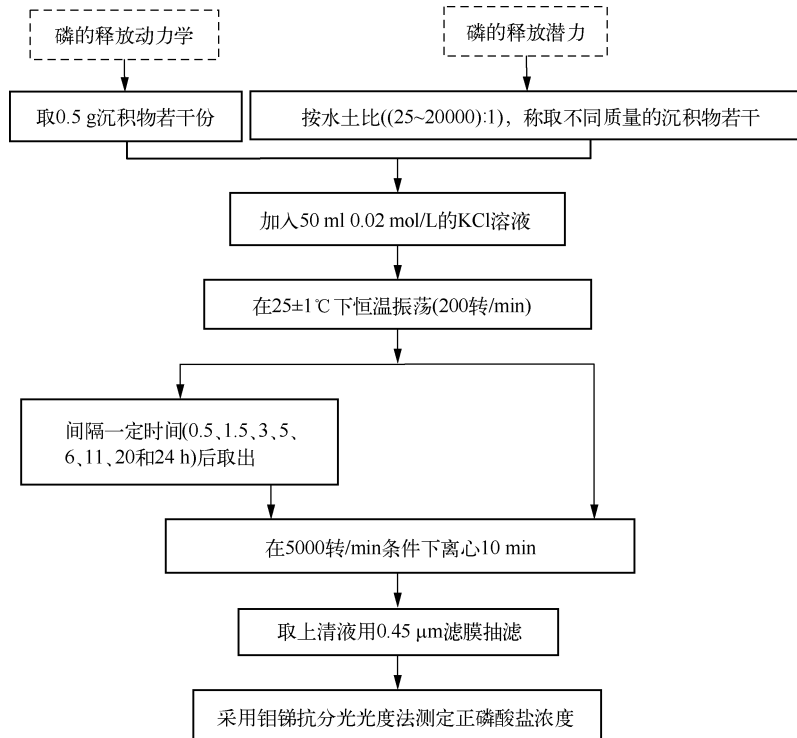 磷的释放动力学
磷的释放潜力
取0.5 g沉积物若干份
按水土比((25~20000):1)，称取不同质量的沉积物若干
加入50 ml 0.02 mol/L的KCl溶液
在25±1℃下恒温振荡(200转/min)
间隔一定时间(0.5、1.5、3、5、
6、11、20和24 h)后取出
在5000转/min条件下离心10 min
取上清液用0.45 μm滤膜抽滤
采用钼锑抗分光光度法测定正磷酸盐浓度